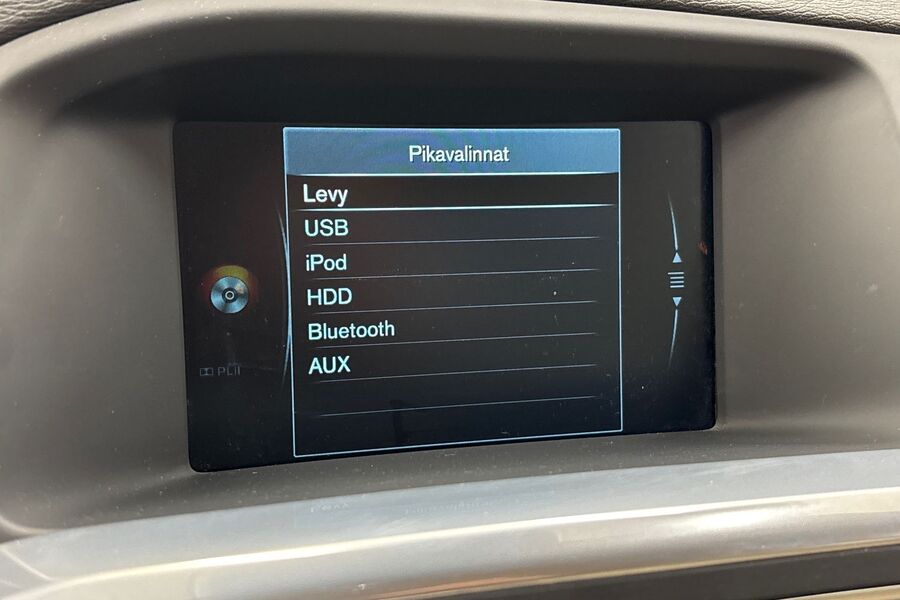 Pikavalinnat
Levy
USB
iPod
HDD
Bluetooth
AUX
PLII